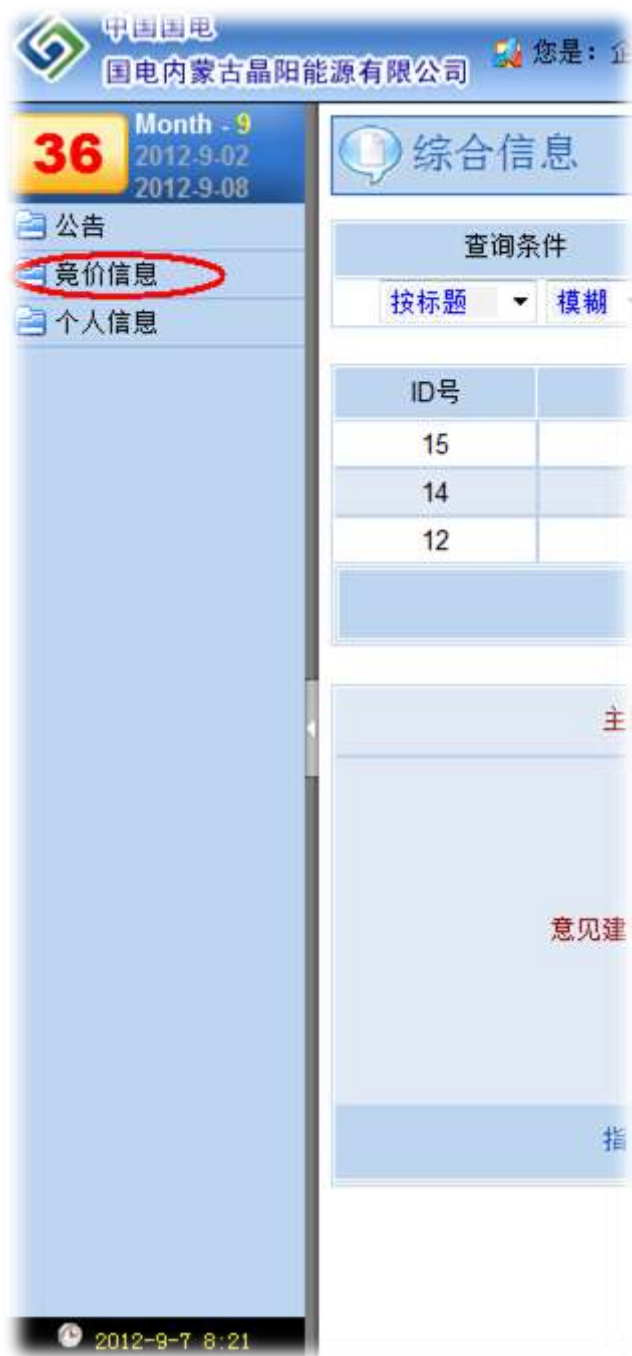 中国国电
国电内蒙古晶阳能源有限公司
您是：企
36
Month - 9
2012-9-02
2012-9-08
公告
竞价信息
个人信息
综合信息
查询条件
按标题 模糊
ID号
15
14
12
主
意见建
指
2012-9-7 8:21